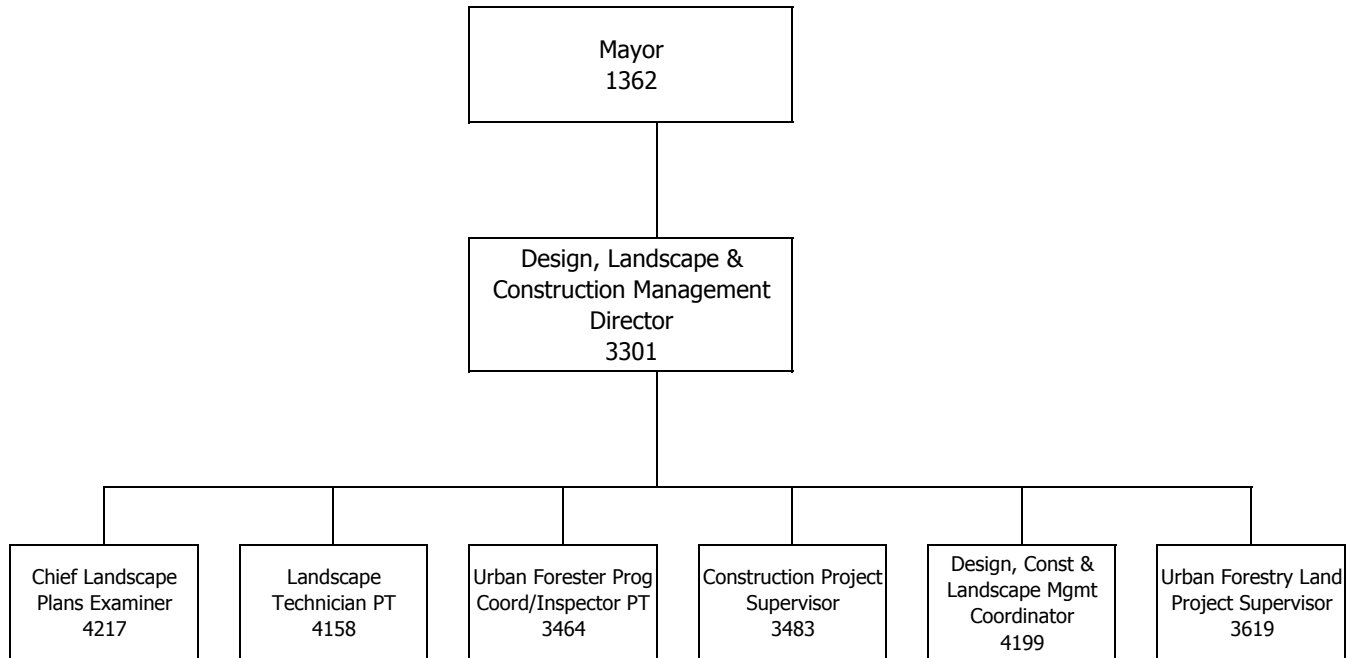 Mayor
1362
Design, Landscape &
Construction Management
Director
3301
Chief Landscape
Plans Examiner
4217
Landscape
Technician PT
4158
Urban Forester Prog
Coord/Inspector PT
3464
Construction Project
Supervisor
3483
Design, Const &
Landscape Mgmt
Coordinator
4199
Urban Forestry Land
Project Supervisor
3619